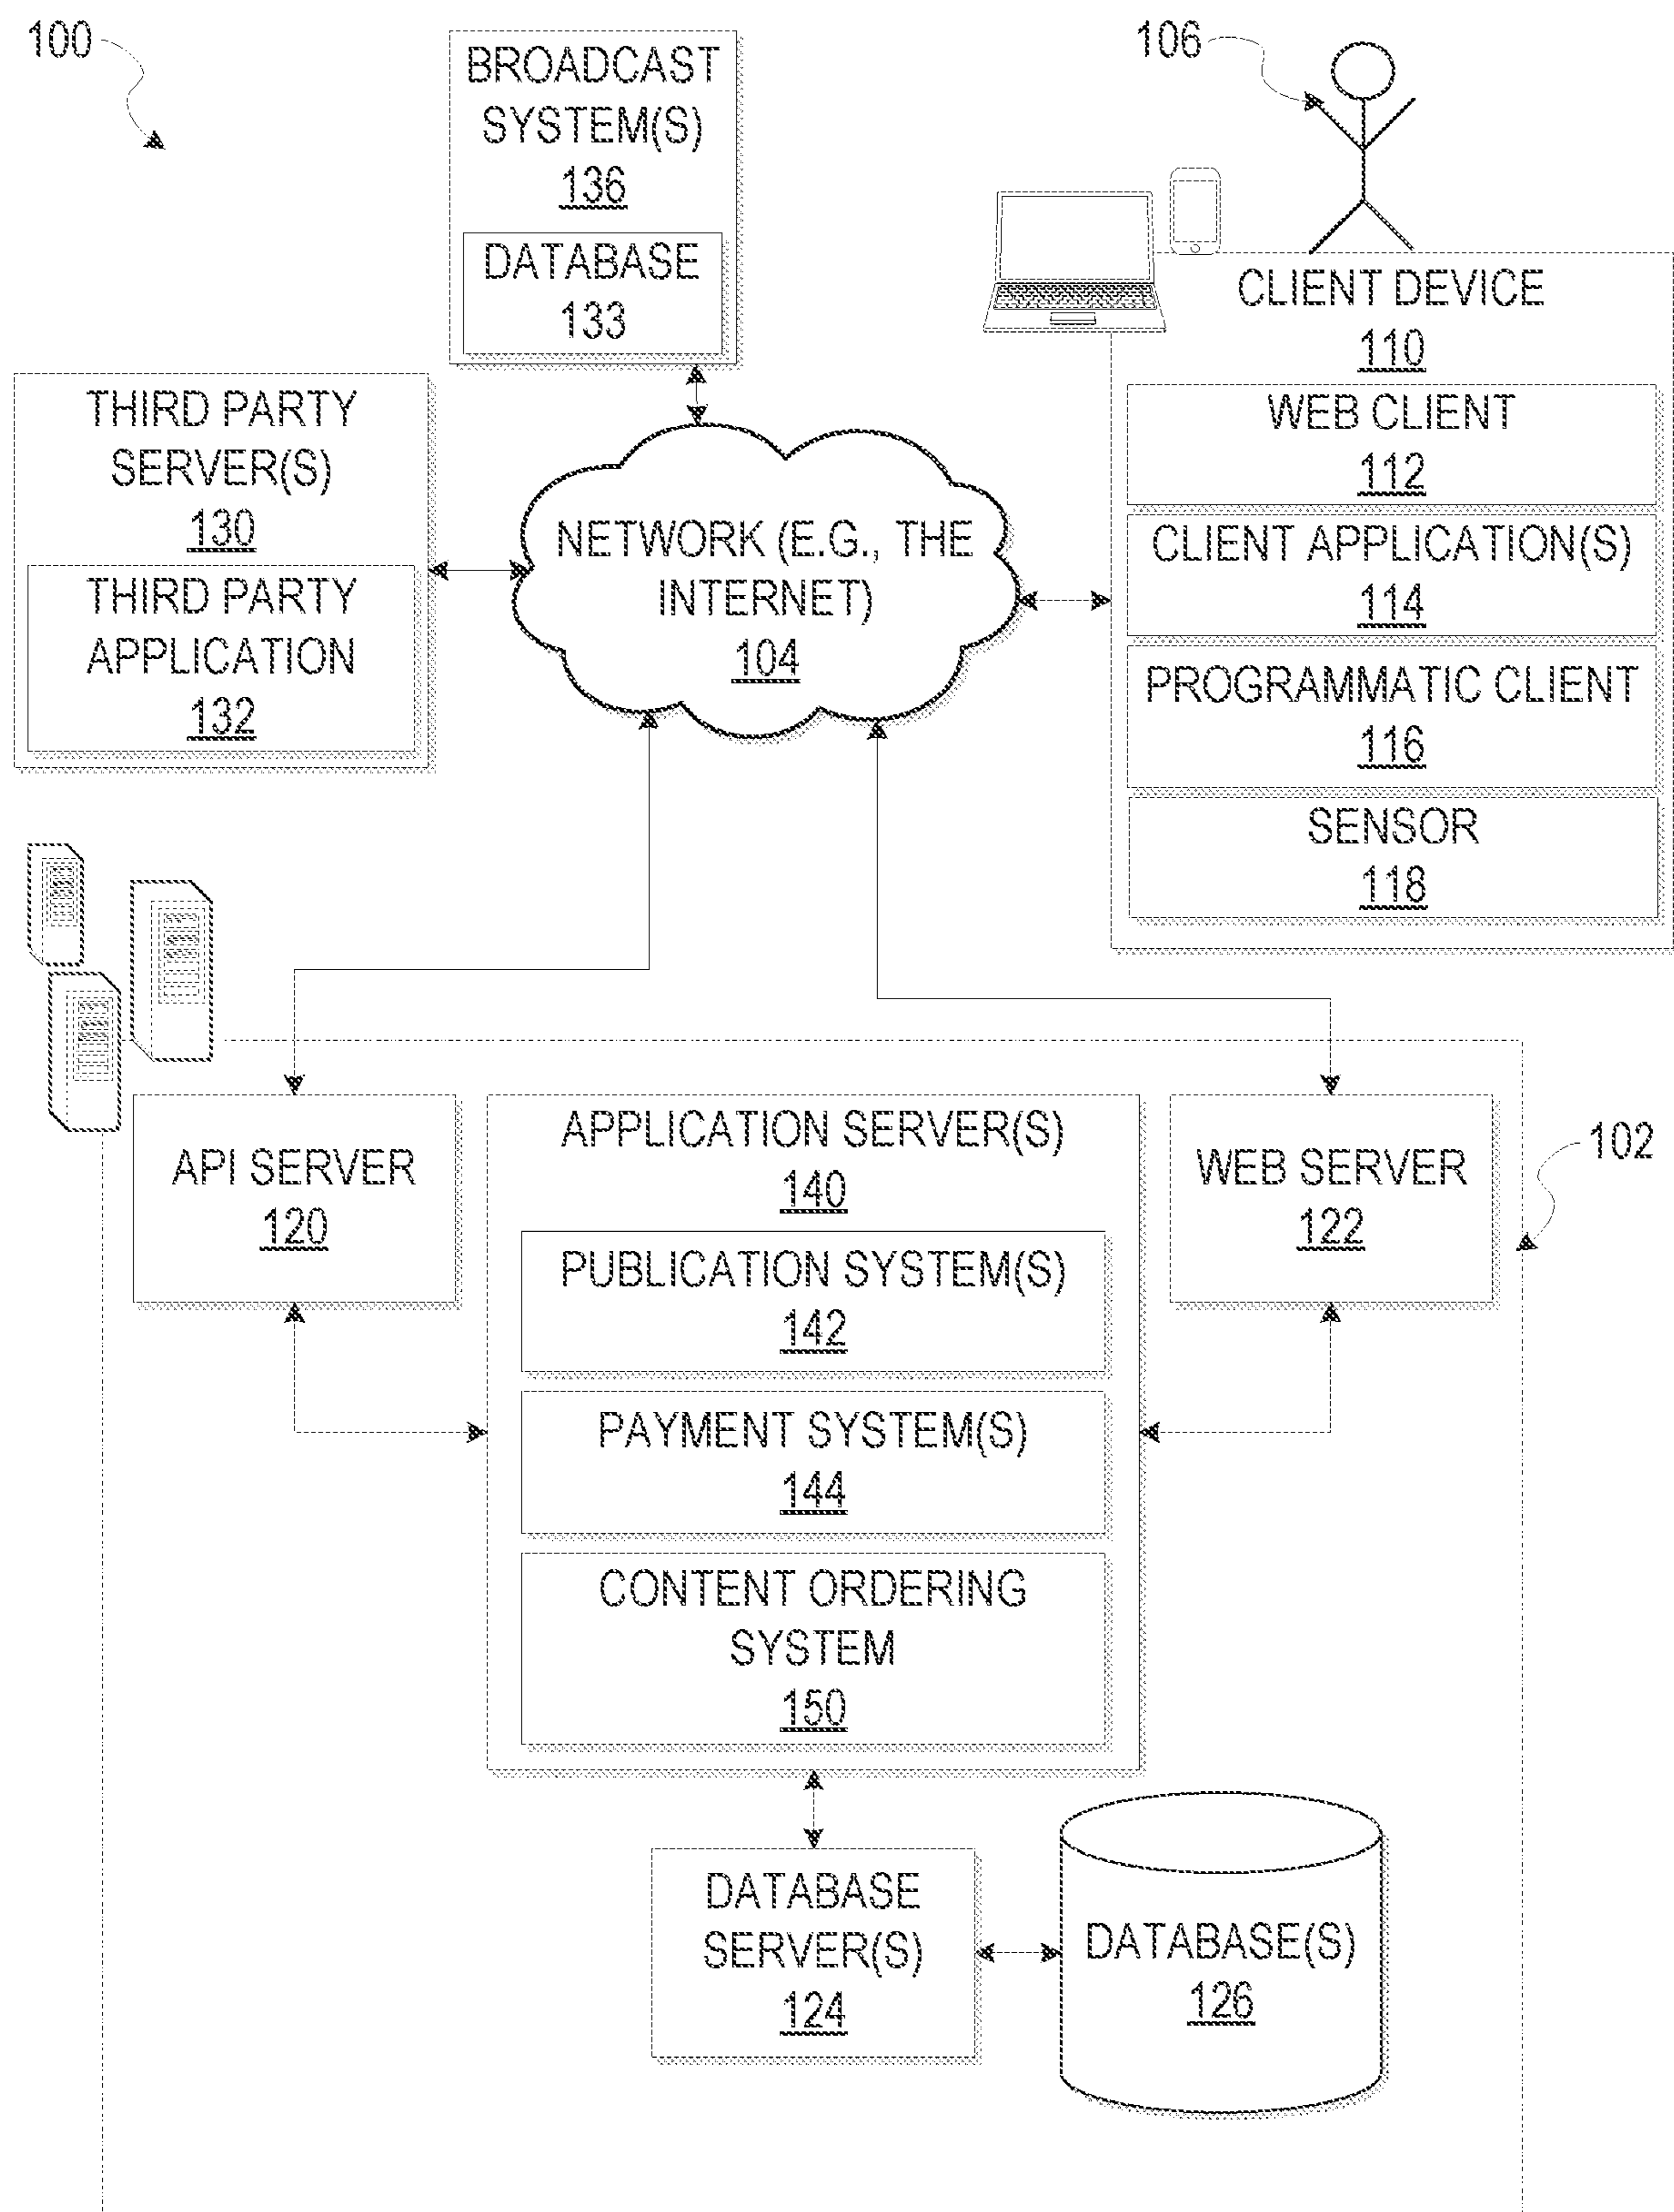 100
BROADCAST
SYSTEM(S)
136
DATABASE
133
106
CLIENT DEVICE
110
WEB CLIENT
112
CLIENT APPLICATION(S)
114
PROGRAMMATIC CLIENT
116
SENSOR
118
THIRD PARTY
SERVER(S)
130
THIRD PARTY
APPLICATION
132
NETWORK (E.G., THE
INTERNET)
104
API SERVER
120
APPLICATION SERVER(S)
140
PUBLICATION SYSTEM(S)
142
PAYMENT SYSTEM(S)
144
CONTENT ORDERING
SYSTEM
150
WEB SERVER
122
102
DATABASE
SERVER(S)
124
DATABASE(S)
126